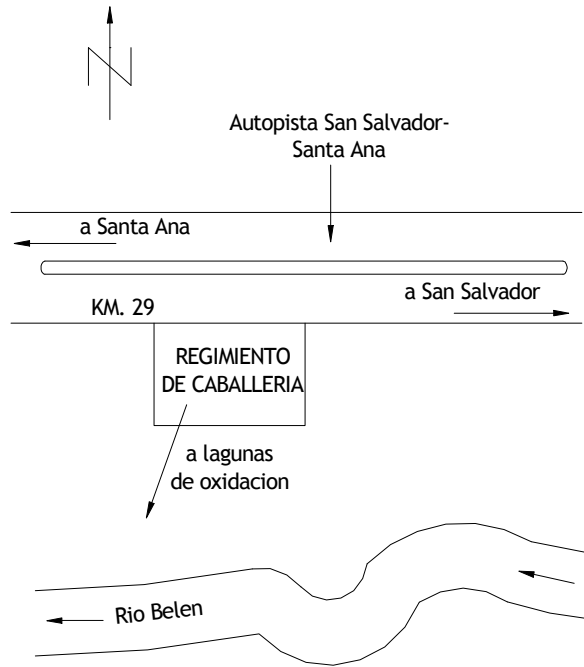 Autopista San Salvador-
Santa Ana
a Santa Ana
a San Salvador
KM. 29
REGIMIENTO
DE CABALLERIA
a lagunas
de oxidacion
Rio Belen